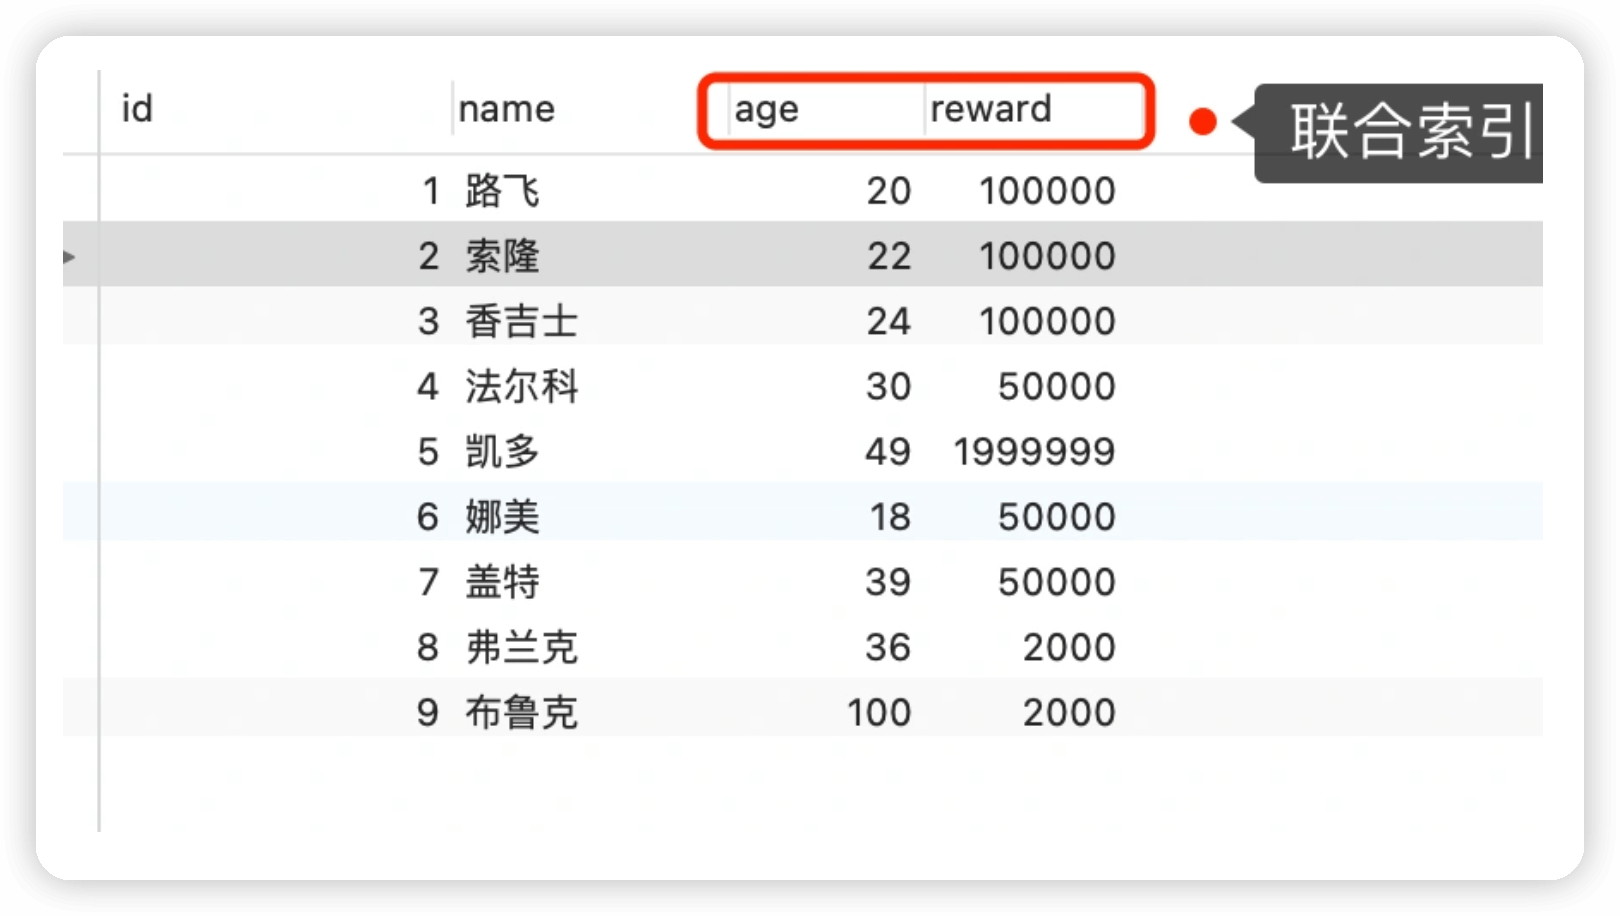 id name age reward 联合索引
1 路飞 20 100000
2 索隆 22 100000
3 香吉士 24 100000
4 法尔科 30 50000
5 凯多 49 1999999
6 娜美 18 50000
7 盖特 39 50000
8 弗兰克 36 2000
9 布鲁克 100 2000